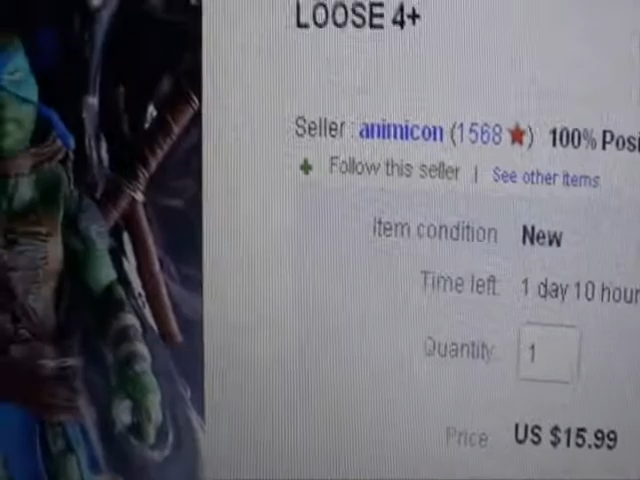 LOOSE 4+
Seller: animicon (1568 ★) 100% Posi
+ Follow this seller | See other items
Item condition New
Time left: 1 day 10 hour
Quantity: 1
Price US $15.99